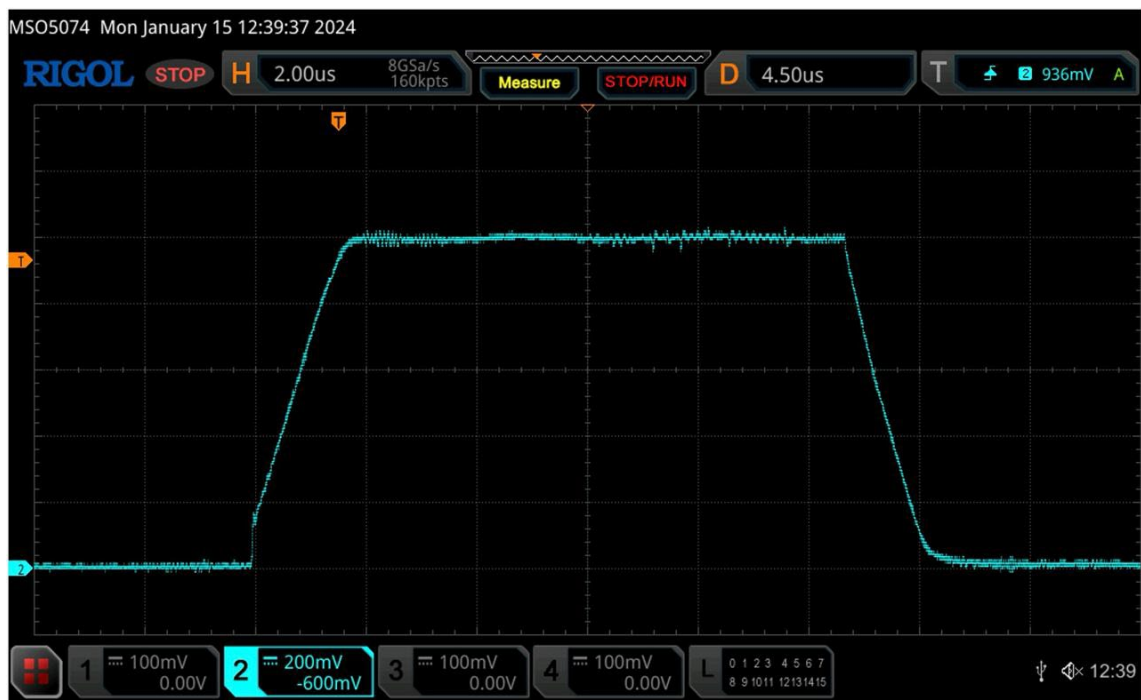 MSO5074 Mon January 15 12:39:37 2024
RIGOL STOP H 2.00us 8GSa/s 160kpts Measure STOP/RUN D 4.50us T 2 936mV A
T
T
2
1 100mV 0.00V 2 200mV -600mV 3 100mV 0.00V 4 100mV 0.00V L 0 1 2 3 4 5 6 7 8 9 10 11 12 13 14 15 12:39